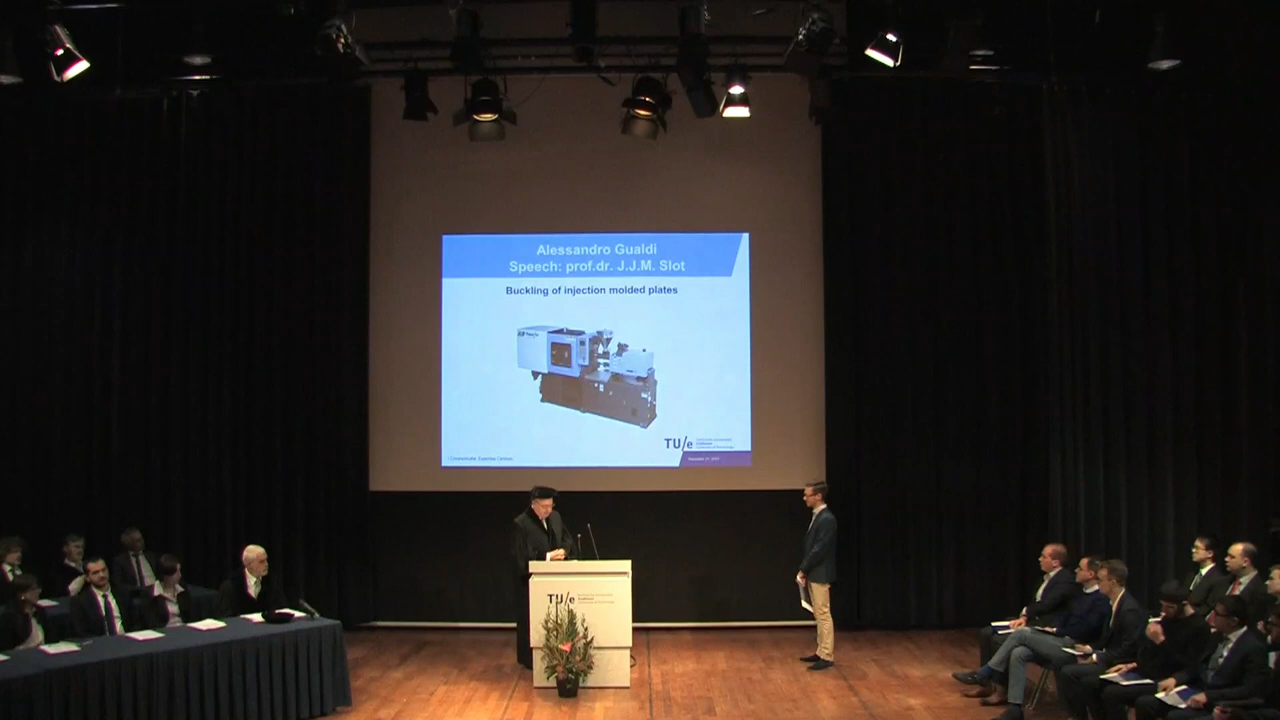 Alessandro Gualdi
Speech: prof.dr. J.J.M. Slot
Buckling of injection molded plates
TU/e
TU/e